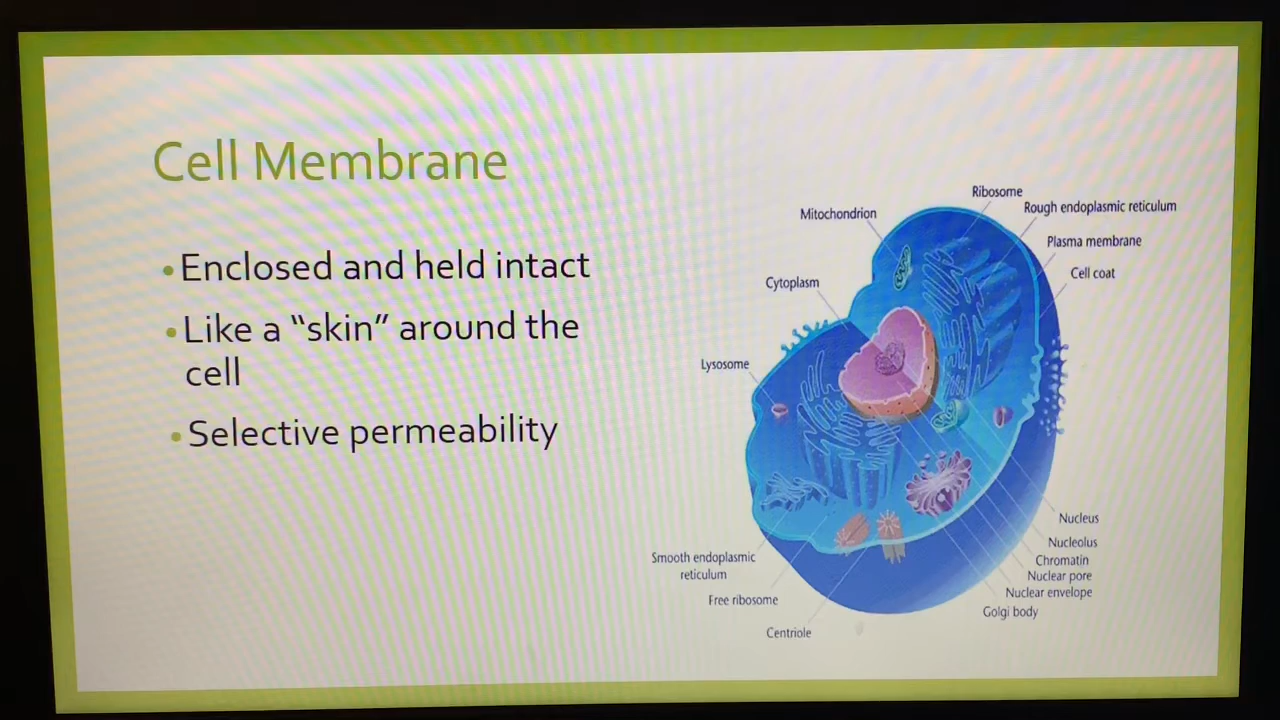 Cell Membrane
• Enclosed and held intact
• Like a “skin” around the
cell
• Selective permeability
Ribosome
Mitochondrion
Rough endoplasmic reticulum
Plasma membrane
Cell coat
Cytoplasm
Lysosome
Nucleus
Nucleolus
Chromatin
Nuclear pore
Nuclear envelope
Golgi body
Smooth endoplasmic
reticulum
Free ribosome
Centriole